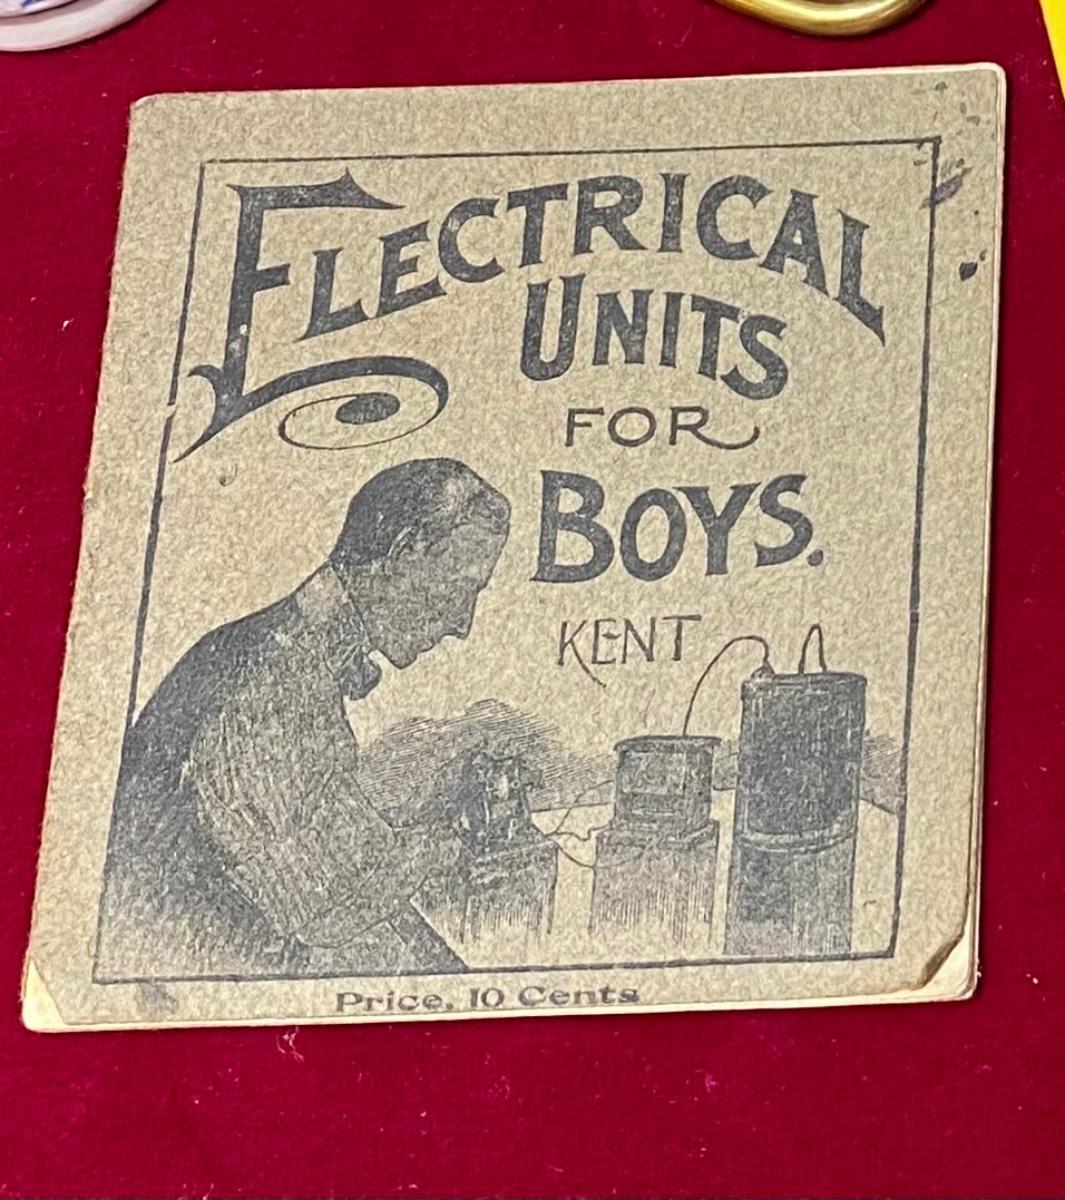 ELECTRICAL
UNITS
FOR
BOYS.
KENT
Price, 10 Cents